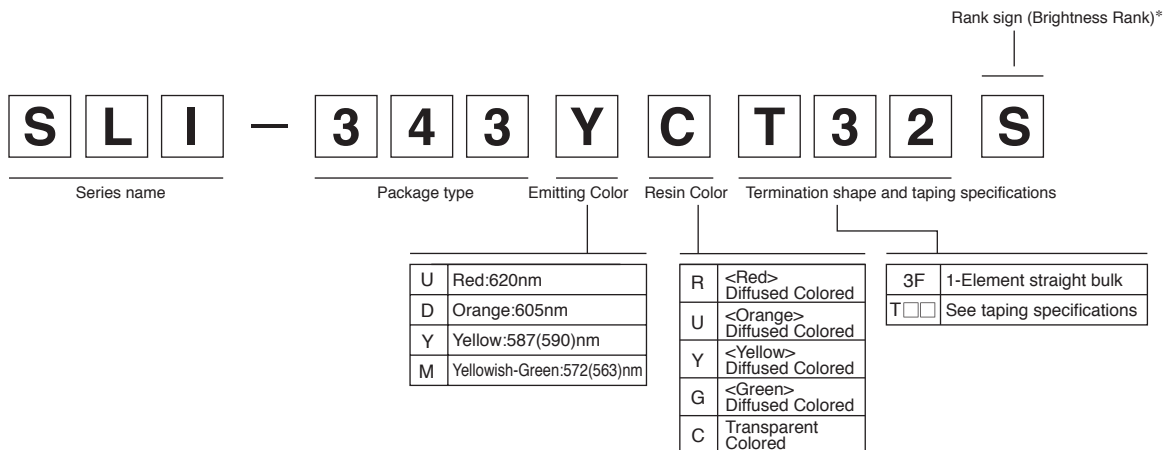 Rank sign (Brightness Rank)*
S L I — 3 4 3 Y C T 3 2 S
Series name
Package type
Emitting Color
Resin Color
Termination shape and taping specifications
U Red:620nm
D Orange:605nm
Y Yellow:587(590)nm
M Yellowish-Green:572(563)nm
R <Red>
Diffused Colored
U <Orange>
Diffused Colored
Y <Yellow>
Diffused Colored
G <Green>
Diffused Colored
C Transparent
Colored
3F 1-Element straight bulk
T□□ See taping specifications